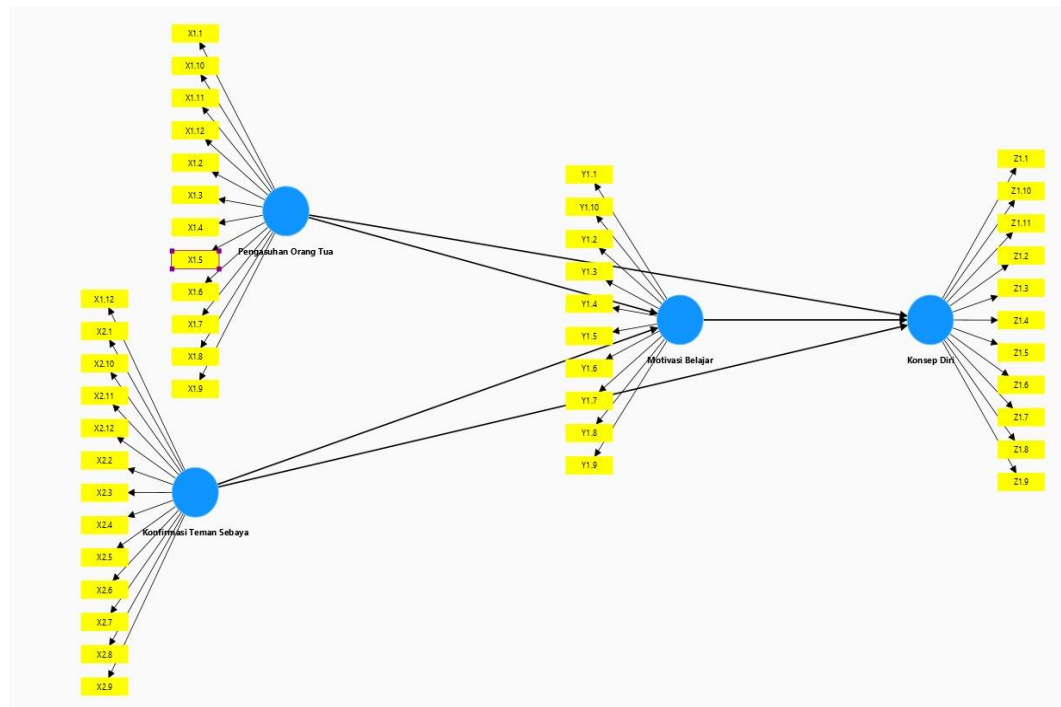 X1.1
X1.10
X1.11
X1.12
X1.2
X1.3
X1.4
X1.5
X1.6
X1.7
X1.8
X1.9
Pengasuhan Orang Tua
X1.12
X2.1
X2.10
X2.11
X2.12
X2.2
X2.3
X2.4
X2.5
X2.6
X2.7
X2.8
X2.9
Konfirmasi Teman Sebaya
Y1.1
Y1.10
Y1.2
Y1.3
Y1.4
Y1.5
Y1.6
Y1.7
Y1.8
Y1.9
Motivasi Belajar
Z1.1
Z1.10
Z1.11
Z1.2
Z1.3
Z1.4
Z1.5
Z1.6
Z1.7
Z1.8
Z1.9
Konsep Diri